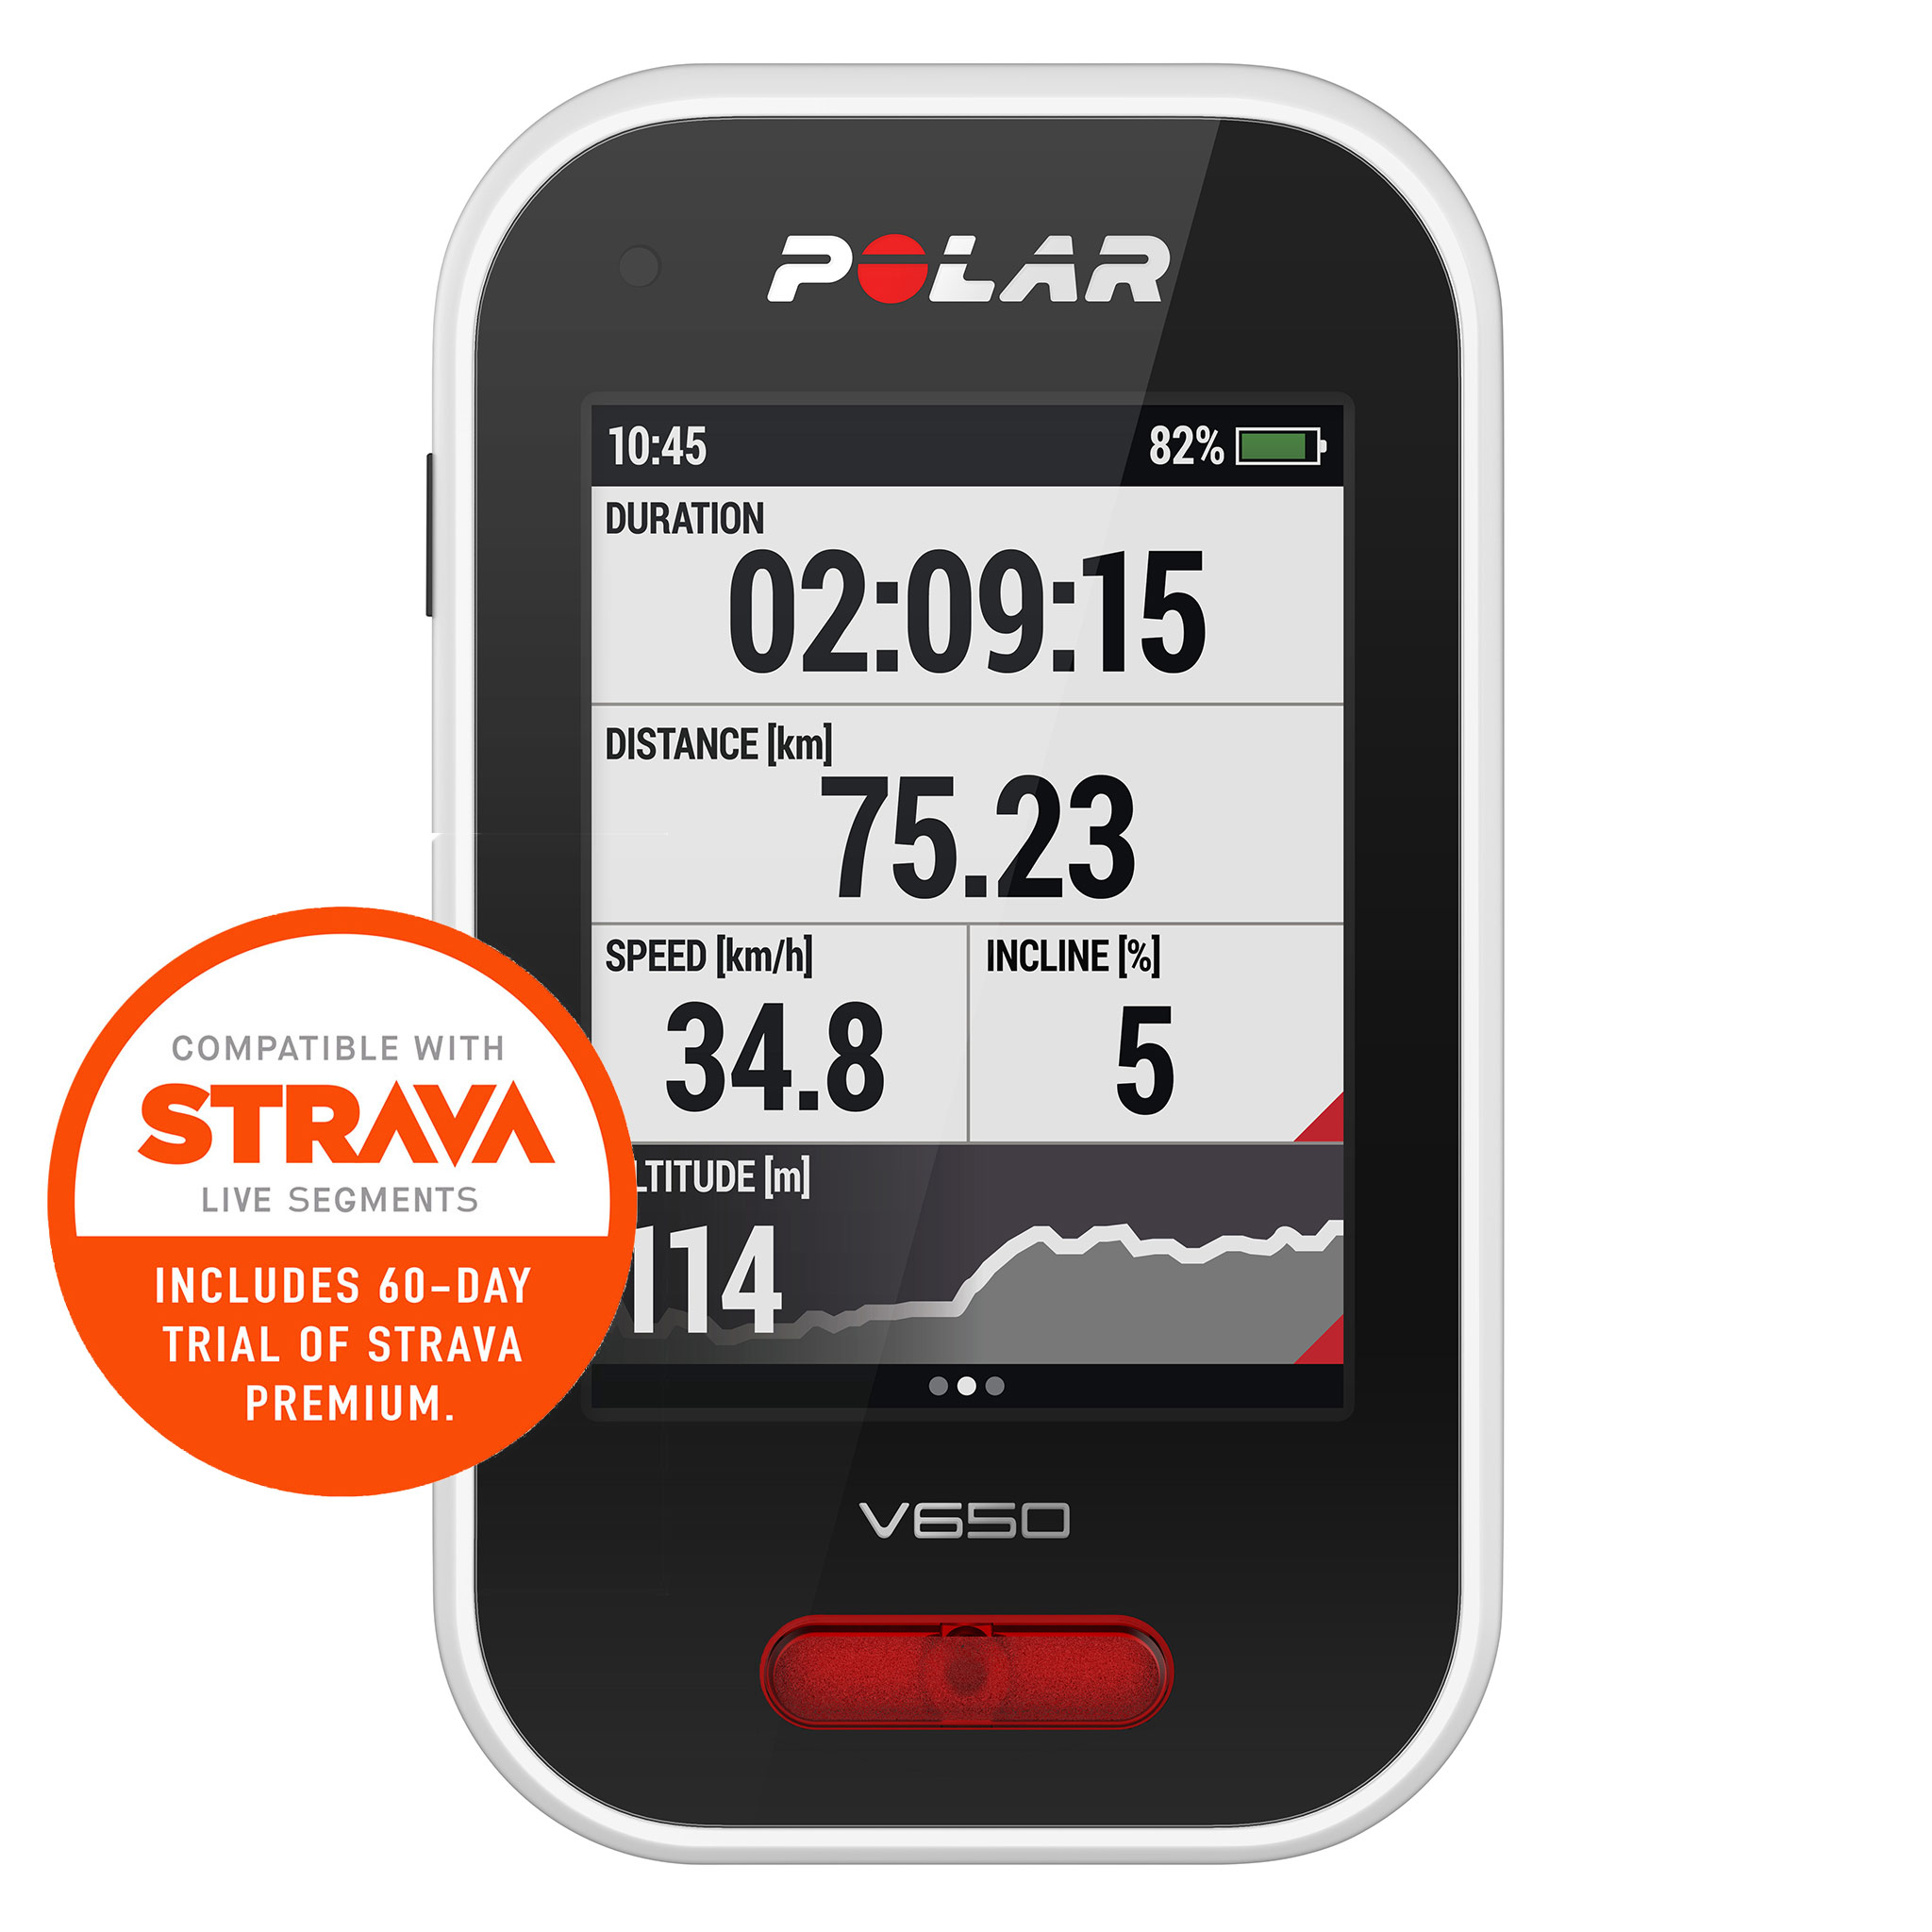 POLAR
10:45 82%
DURATION
02:09:15
DISTANCE [km]
75.23
SPEED [km/h] INCLINE [%]
34.8 5
LTITUDE [m]
114
V650
COMPATIBLE WITH
STRAVA
LIVE SEGMENTS
INCLUDES 60-DAY
TRIAL OF STRAVA
PREMIUM.